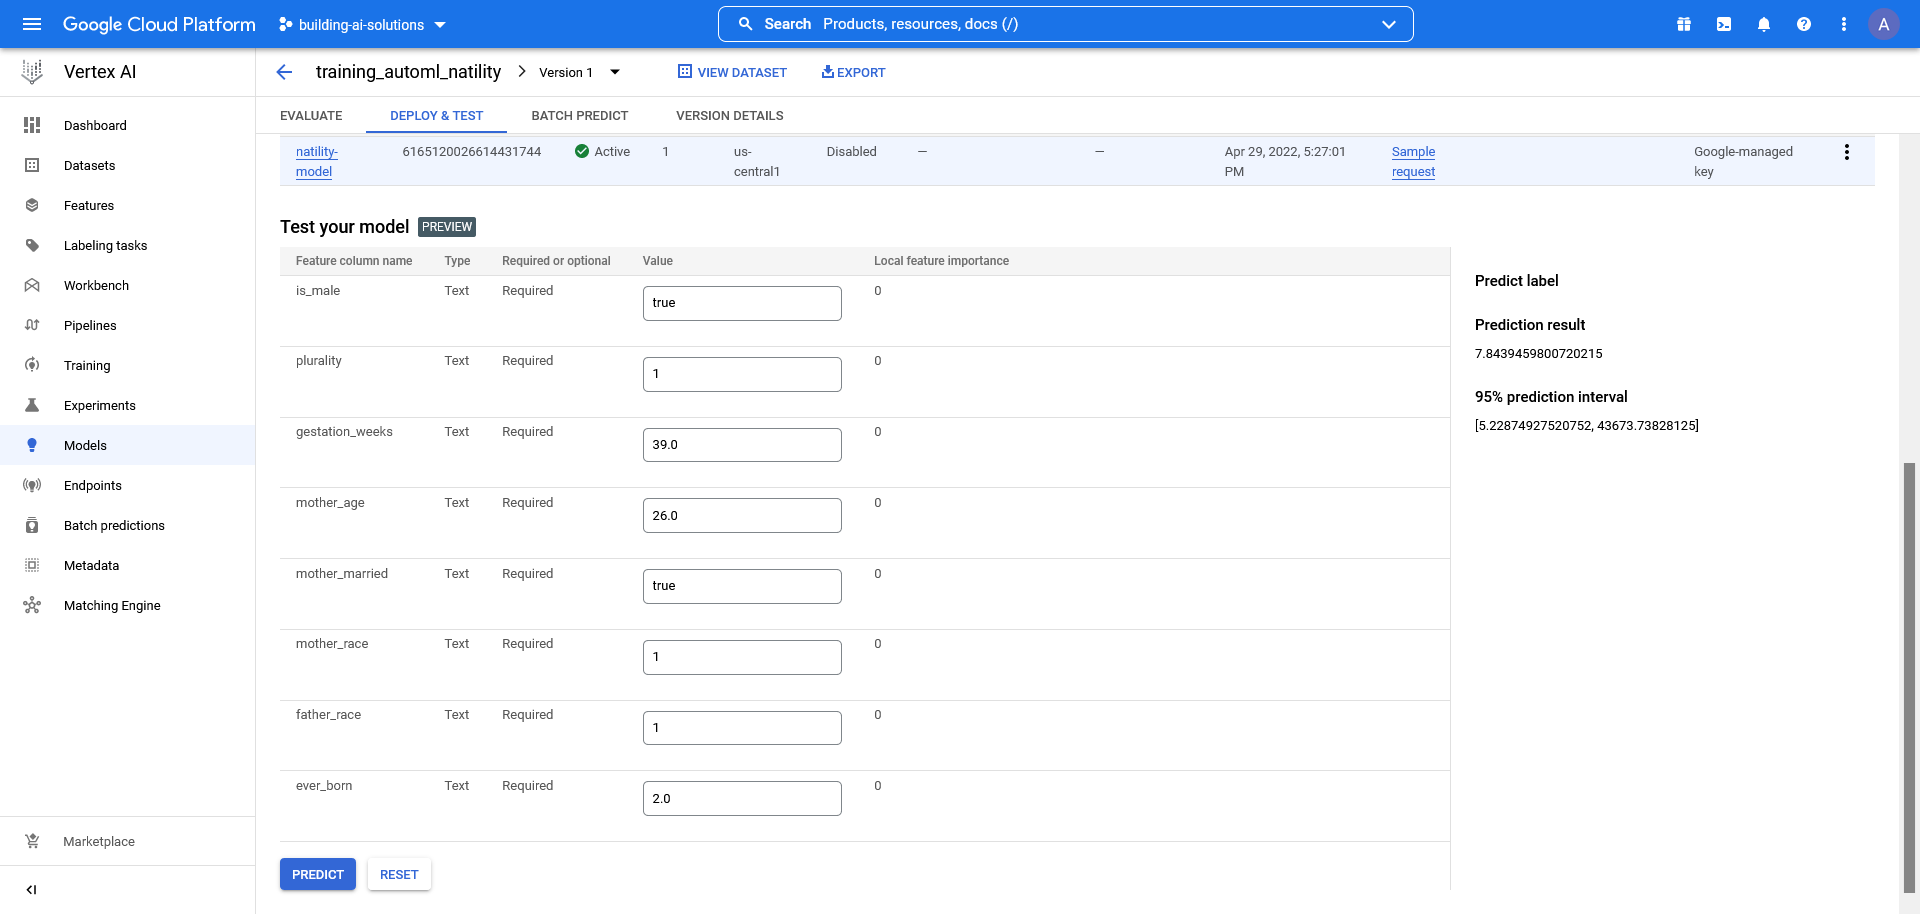 Google Cloud Platform
building-ai-solutions
Search Products, resources, docs (/)
A
Vertex AI
training_automl_natility
Version 1
VIEW DATASET
EXPORT
Dashboard
Datasets
Features
Labeling tasks
Workbench
Pipelines
Training
Experiments
Models
Endpoints
Batch predictions
Metadata
Matching Engine
Marketplace
EVALUATE DEPLOY & TEST BATCH PREDICT VERSION DETAILS
natility- 6165120026614431744 Active 1 us- Disabled — — Apr 29, 2022, 5:27:01 Sample Google-managed
model central1 PM request key
Test your model PREVIEW
Feature column name Type Required or optional Value Local feature importance
is_male Text Required true 0
plurality Text Required 1 0
gestation_weeks Text Required 39.0 0
mother_age Text Required 26.0 0
mother_married Text Required true 0
mother_race Text Required 1 0
father_race Text Required 1 0
ever_born Text Required 2.0 0
PREDICT RESET
Predict label
Prediction result
7.8439459800720215
95% prediction interval
[5.22874927520752, 43673.73828125]